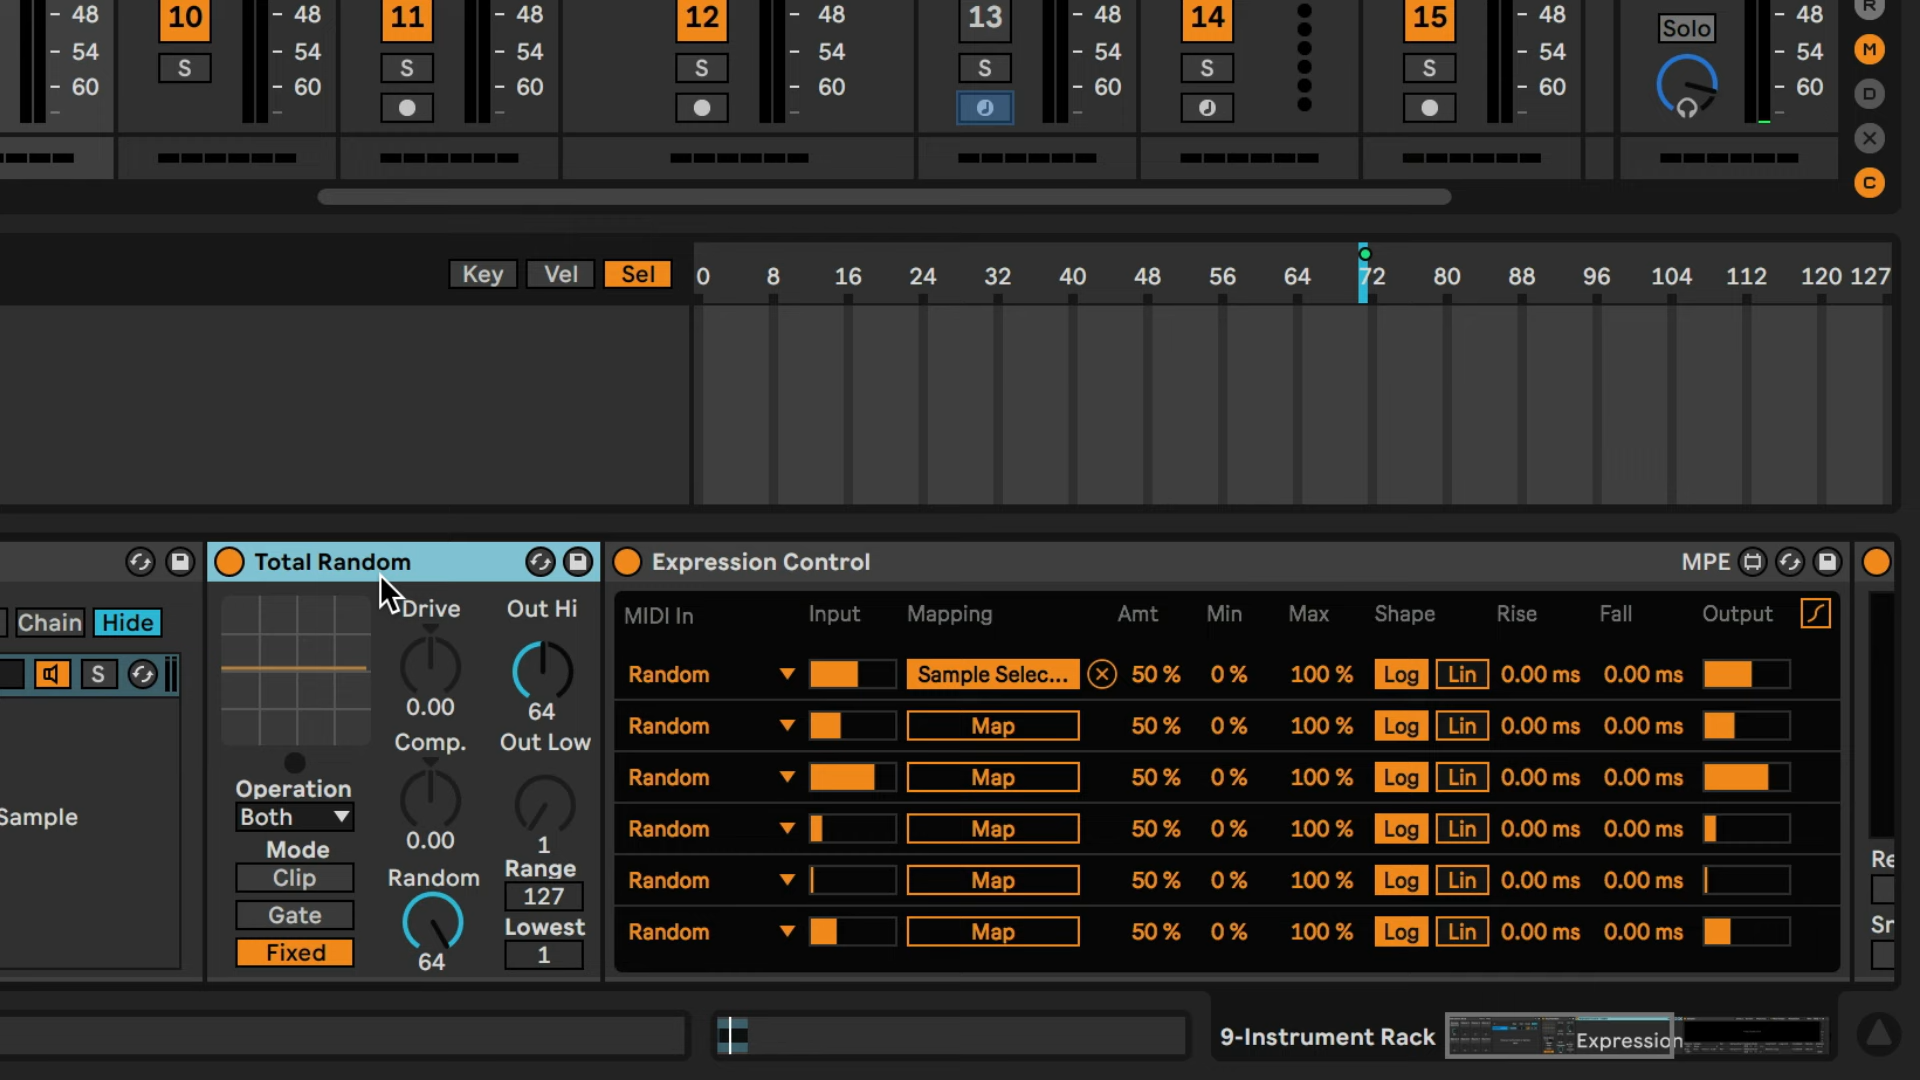 48 10 48 11 48 12 48 13 48 14 15 48 Solo 48 R
54 54 54 54 54 54 54 M
60 S 60 S 60 S 60 S S S 60 60 D
C
Key Vel Sel 0 8 16 24 32 40 48 56 64 72 80 88 96 104 112 120 127
Total Random Expression Control MPE
Chain Hide
S
Sample
Drive Out Hi
0.00 64
Comp. Out Low
Operation
Both 0.00 1
Mode Random Range
Clip 127
Gate Lowest
Fixed 64 1
MIDI In Input Mapping Amt Min Max Shape Rise Fall Output
Random Sample Selec... 50 % 0 % 100 % Log Lin 0.00 ms 0.00 ms
Random Map 50 % 0 % 100 % Log Lin 0.00 ms 0.00 ms
Random Map 50 % 0 % 100 % Log Lin 0.00 ms 0.00 ms
Random Map 50 % 0 % 100 % Log Lin 0.00 ms 0.00 ms
Random Map 50 % 0 % 100 % Log Lin 0.00 ms 0.00 ms
Random Map 50 % 0 % 100 % Log Lin 0.00 ms 0.00 ms
Re
9-Instrument Rack Expression